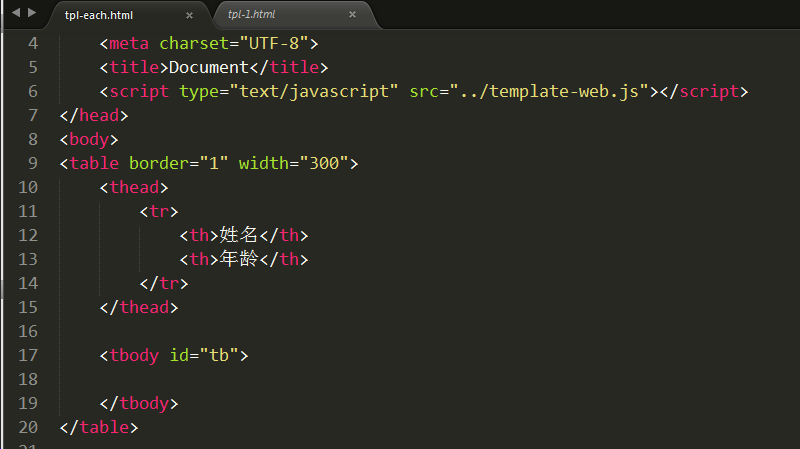 tpl-each.html × tpl-1.html ×
4 <meta charset="UTF-8">
5 <title>Document</title>
6 <script type="text/javascript" src="../template-web.js"></script>
7 </head>
8 <body>
9 <table border="1" width="300">
10 <thead>
11 <tr>
12 <th>姓名</th>
13 <th>年龄</th>
14 </tr>
15 </thead>
16
17 <tbody id="tb">
18
19 </tbody>
20 </table>